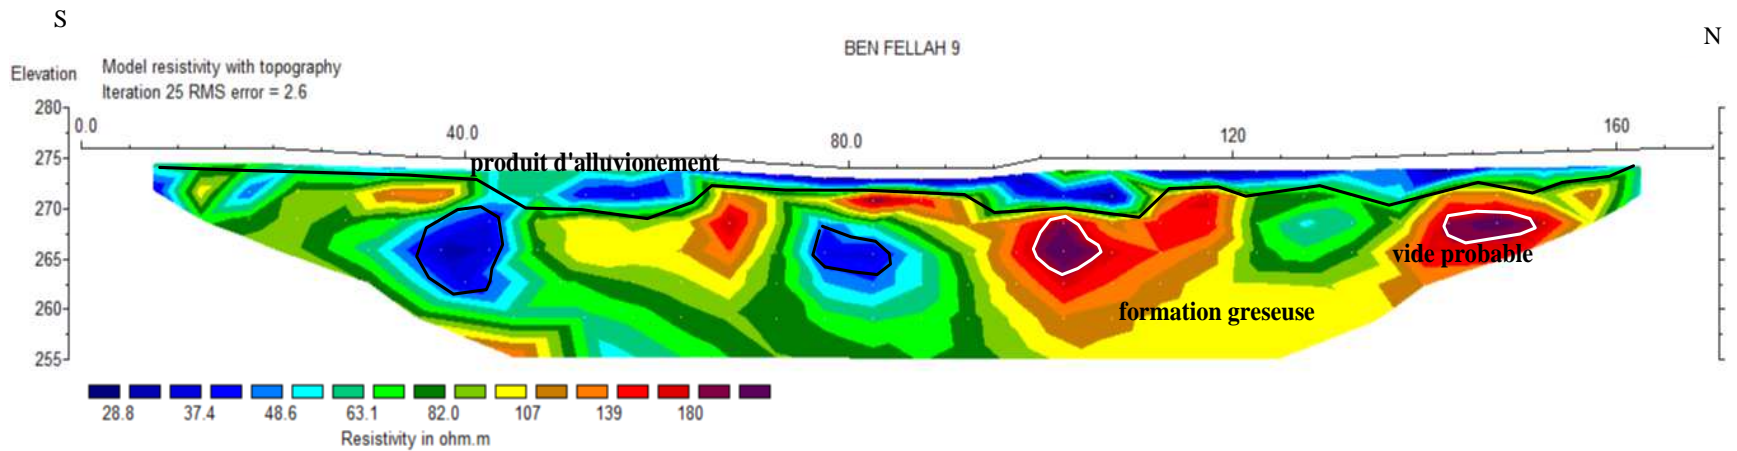 S
N
BEN FELLAH 9
Elevation
Model resistivity with topography
Iteration 25 RMS error = 2.6
280
0.0
40.0
80.0
120
160
275
produit d'alluvionement
270
265
vide probable
260
formation greseuse
255
28.8 37.4 48.6 63.1 82.0 107 139 180
Resistivity in ohm.m